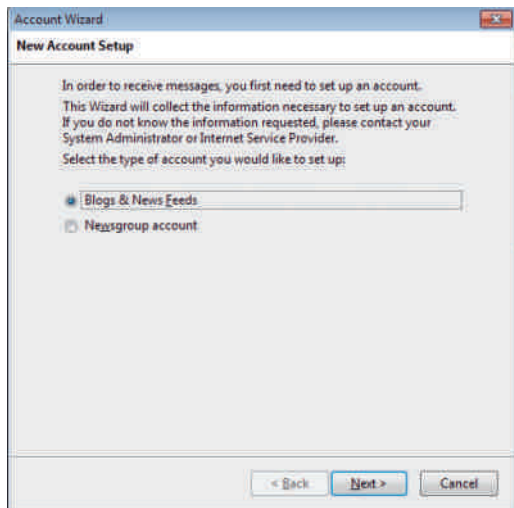 Account Wizard
New Account Setup
In order to receive messages, you first need to set up an account.
This Wizard will collect the information necessary to set up an account.
If you do not know the information requested, please contact your
System Administrator or Internet Service Provider.
Select the type of account you would like to set up:
Blogs & News Feeds
Newsgroup account
< Back Next > Cancel